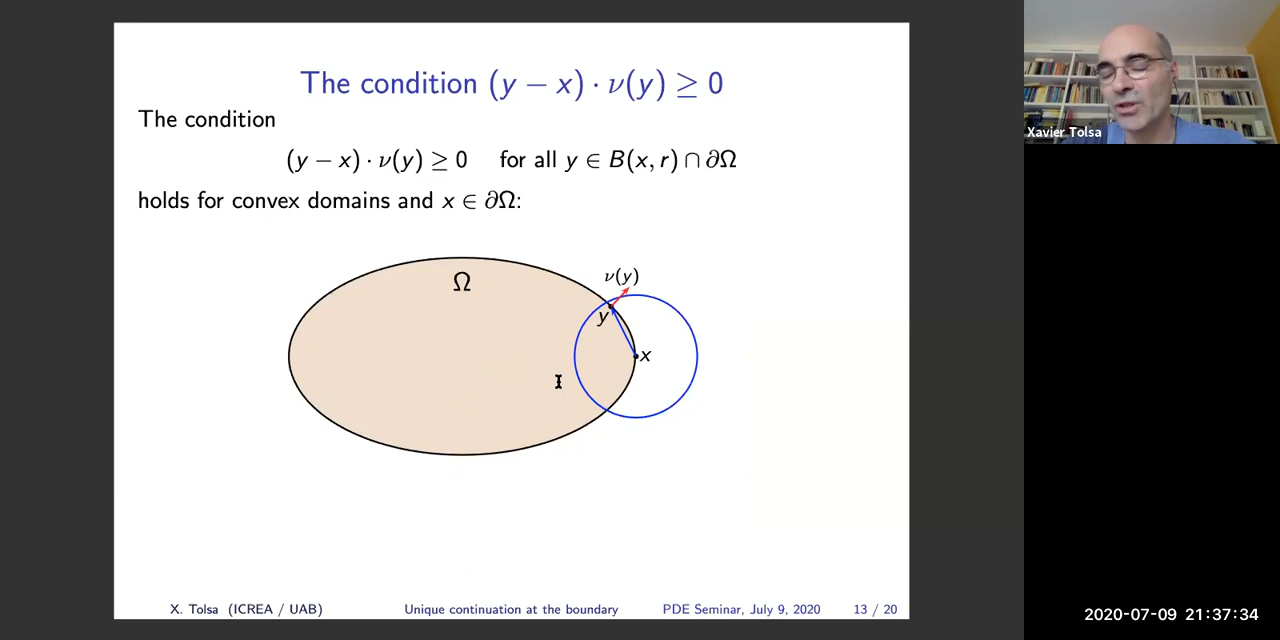 The condition (y − x) · ν(y) ≥ 0
The condition
(y − x) · ν(y) ≥ 0 for all y ∈ B(x, r) ∩ ∂Ω
holds for convex domains and x ∈ ∂Ω:
Ω
ν(y)
y
x
X. Tolsa (ICREA / UAB) Unique continuation at the boundary PDE Seminar, July 9, 2020 13 / 20
Xavier Tolsa
2020-07-09 21:37:34